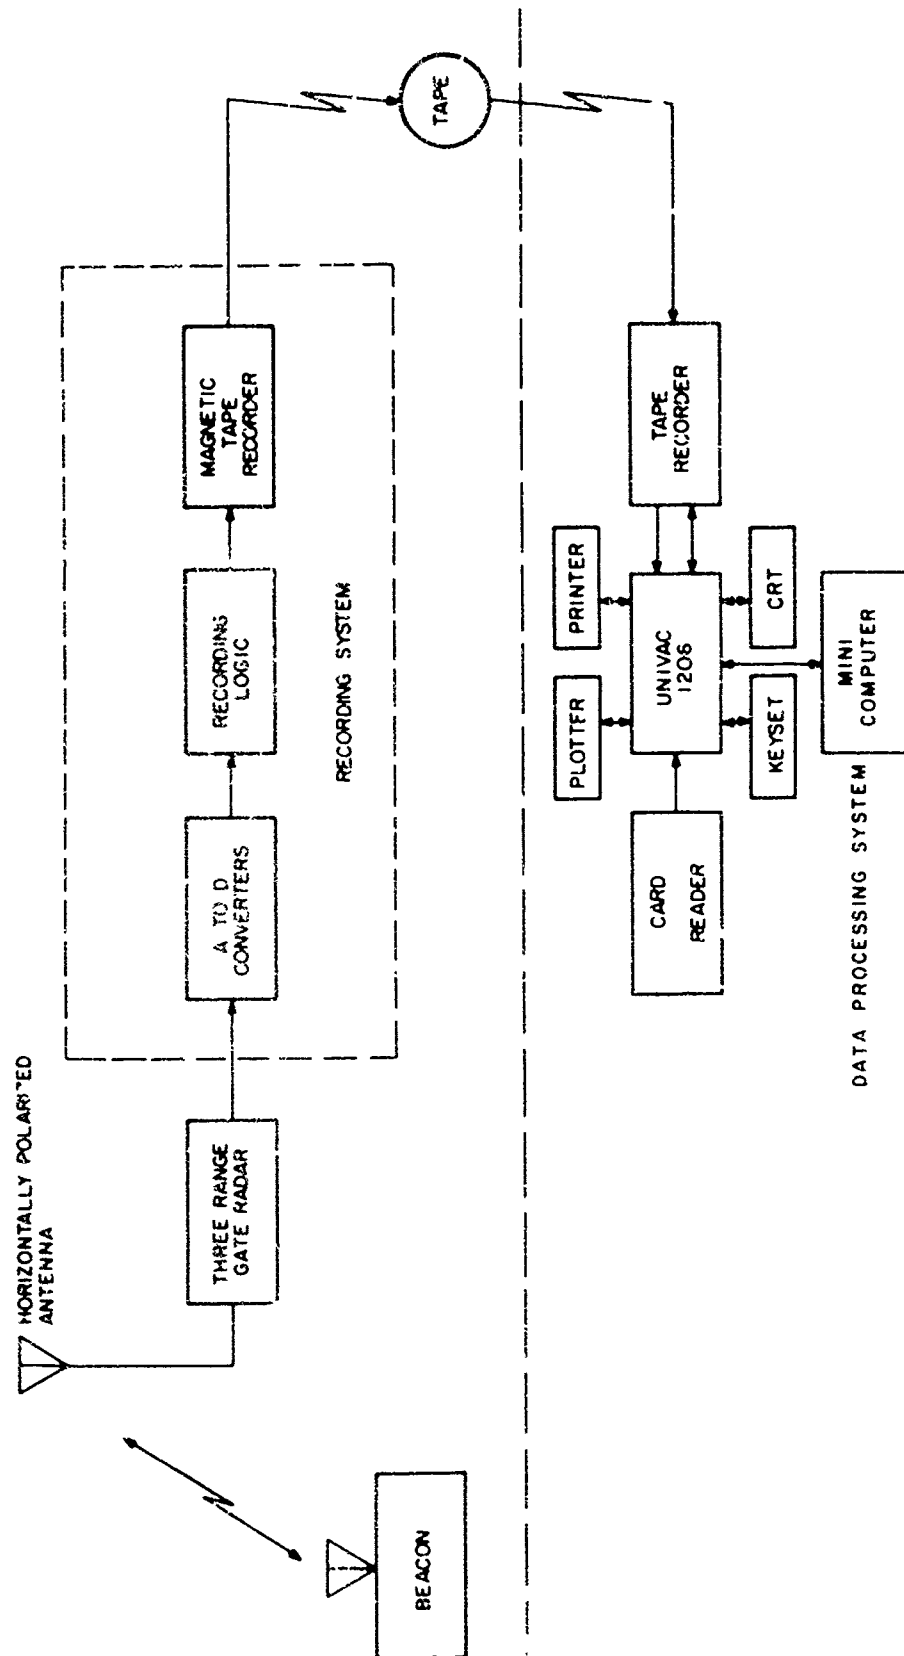 HORIZONTALLY POLARIZED
ANTENNA
BEACON
THREE RANGE
GATE RADAR
A TO D
CONVERTERS
RECORDING
LOGIC
MAGNETIC
TAPE
RECORDER
RECORDING SYSTEM
TAPE
CARD
READER
PLOTTER
PRINTER
UNIVAC
1206
TAPE
RECORDER
KEYSET
CRT
MINI
COMPUTER
DATA PROCESSING SYSTEM